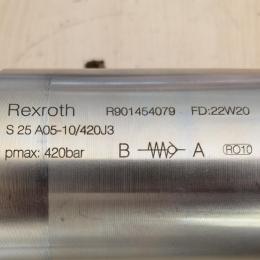 Rexroth R901454079 FD:22W20
S 25 A05-10/420J3
pmax: 420bar B A RO10